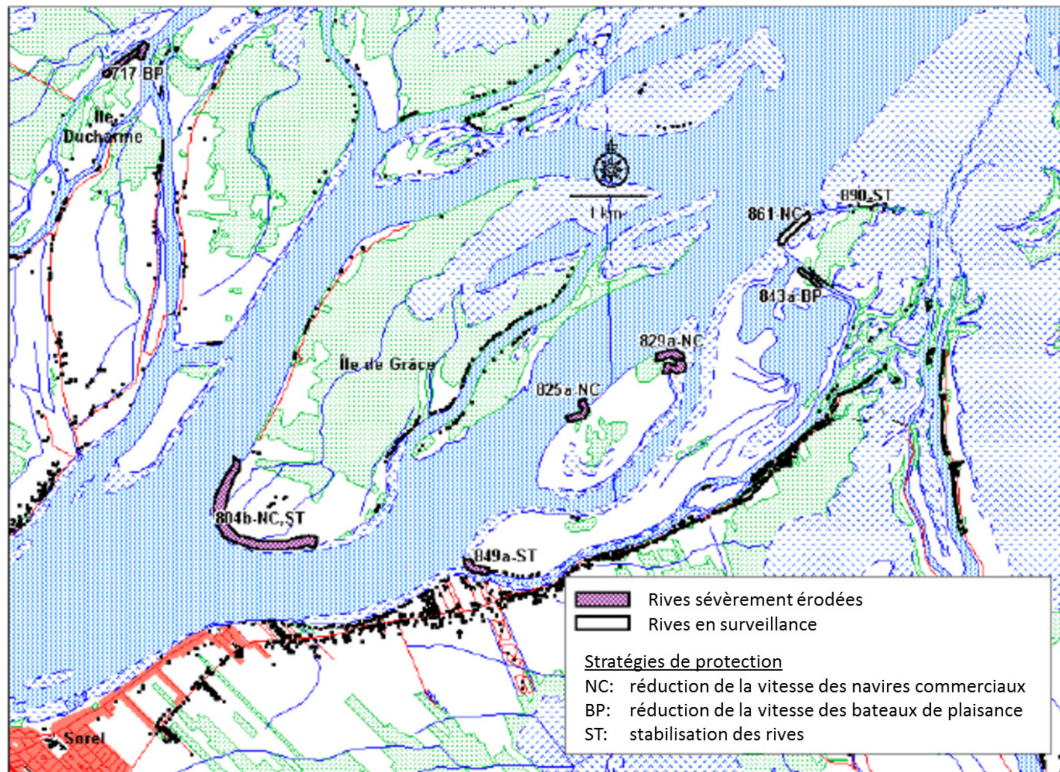 717 BP
Île
Ducharme
1 km
890-ST
861-NC
843a-BP
Île de Grâce
829a-NC
825a-NC
804b-NC,ST
849a-ST
Sorel
Rives sévèrement érodées
Rives en surveillance
Stratégies de protection
NC: réduction de la vitesse des navires commerciaux
BP: réduction de la vitesse des bateaux de plaisance
ST: stabilisation des rives